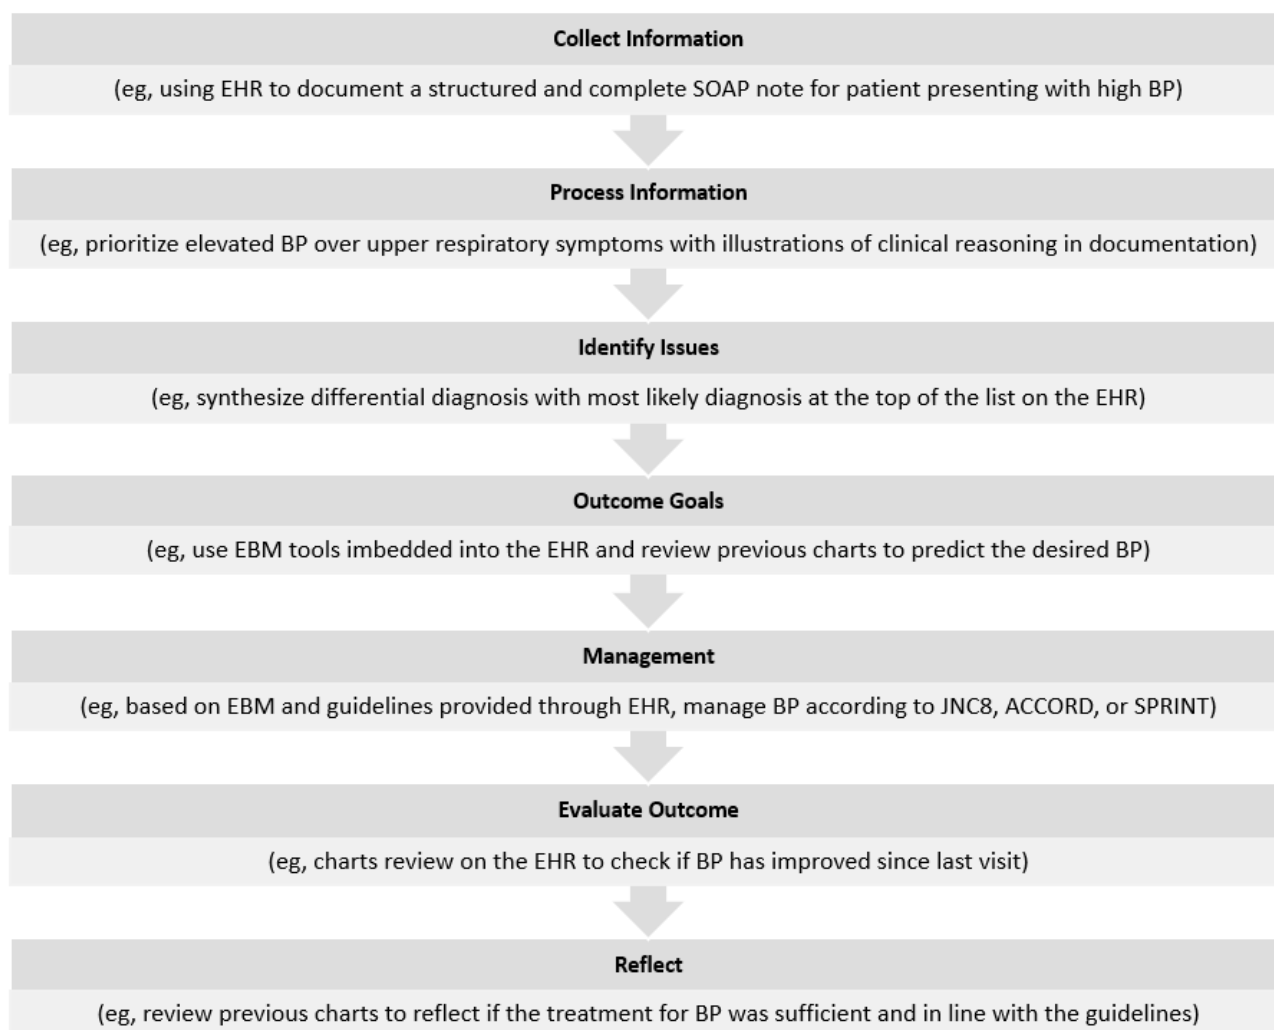 Collect Information
(eg, using EHR to document a structured and complete SOAP note for patient presenting with high BP)
Process Information
(eg, prioritize elevated BP over upper respiratory symptoms with illustrations of clinical reasoning in documentation)
Identify Issues
(eg, synthesize differential diagnosis with most likely diagnosis at the top of the list on the EHR)
Outcome Goals
(eg, use EBM tools imbedded into the EHR and review previous charts to predict the desired BP)
Management
(eg, based on EBM and guidelines provided through EHR, manage BP according to JNC8, ACCORD, or SPRINT)
Evaluate Outcome
(eg, charts review on the EHR to check if BP has improved since last visit)
Reflect
(eg, review previous charts to reflect if the treatment for BP was sufficient and in line with the guidelines)